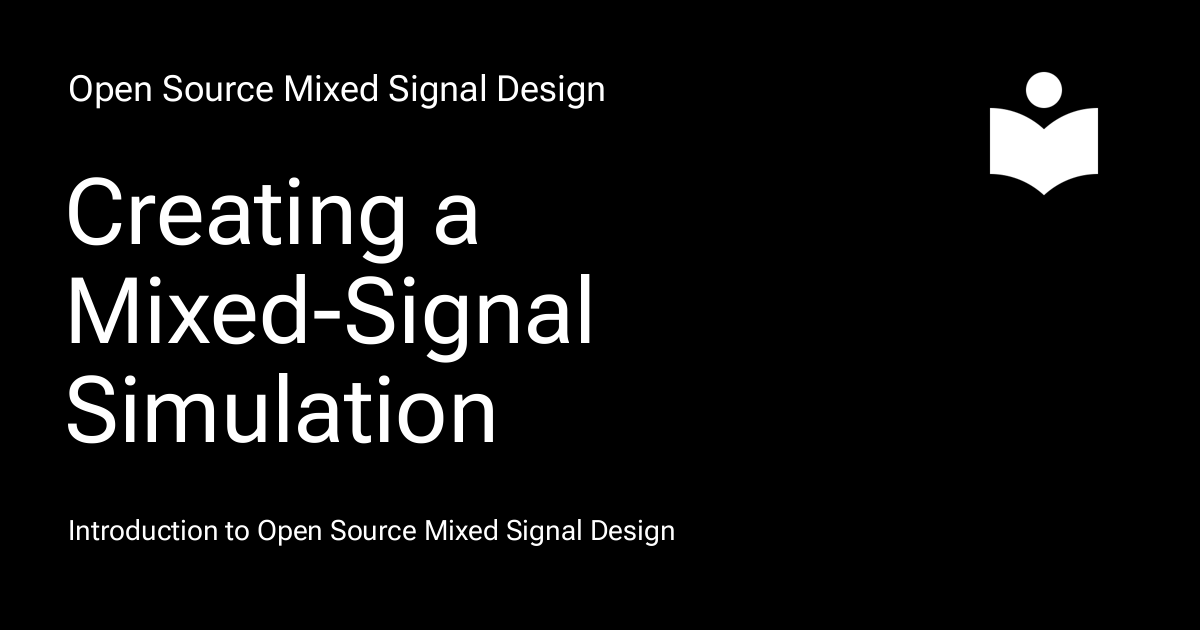 Open Source Mixed Signal Design
Creating a
Mixed-Signal
Simulation
Introduction to Open Source Mixed Signal Design